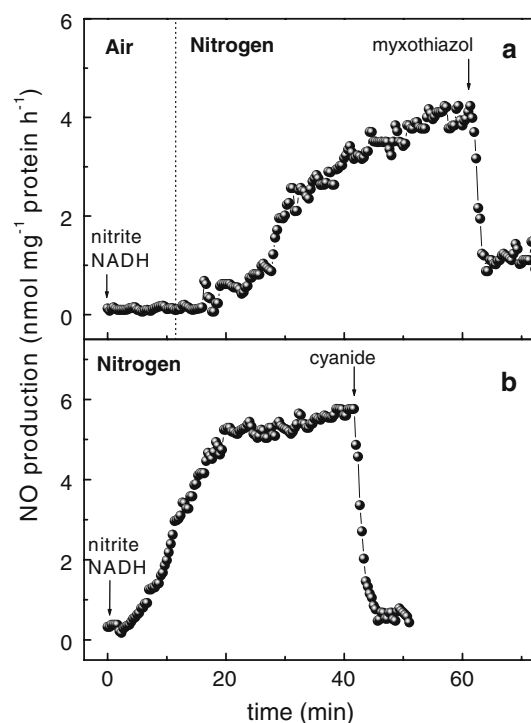 NO production (nmol mg⁻¹ protein h⁻¹)
6
4
2
0
Air
Nitrogen
myxothiazol
a
nitrite
NADH
6
4
2
0
Nitrogen
cyanide
b
nitrite
NADH
0 20 40 60
time (min)